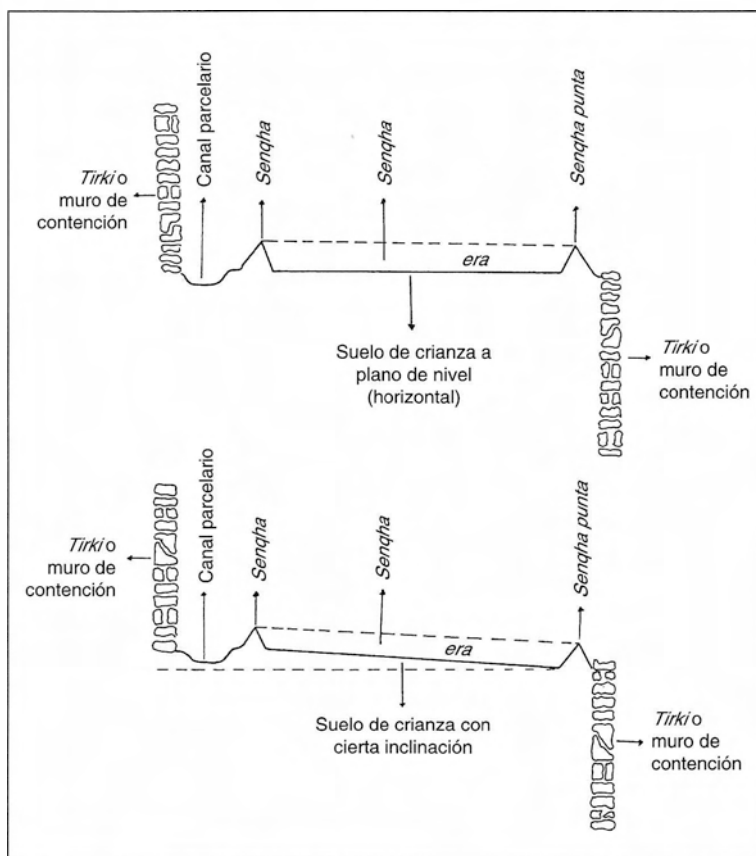 Tirki o
muro de
contención
Canal parcelario
Senqha
Senqha
Senqha punta
era
Suelo de crianza a
plano de nivel
(horizontal)
Tirki o
muro de
contención
Tirki o
muro de
contención
Canal parcelario
Senqha
Senqha
Senqha punta
era
Suelo de crianza con
cierta inclinación
Tirki o
muro de
contención